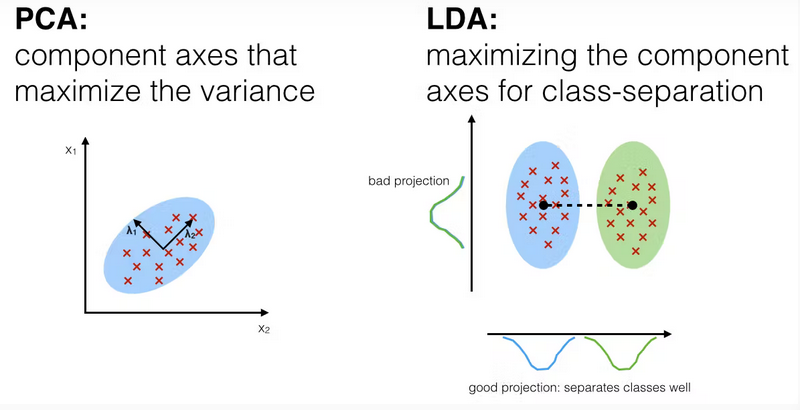 PCA:
component axes that
maximize the variance
LDA:
maximizing the component
axes for class-separation
x1
λ1
λ2
x2
bad projection
good projection: separates classes well